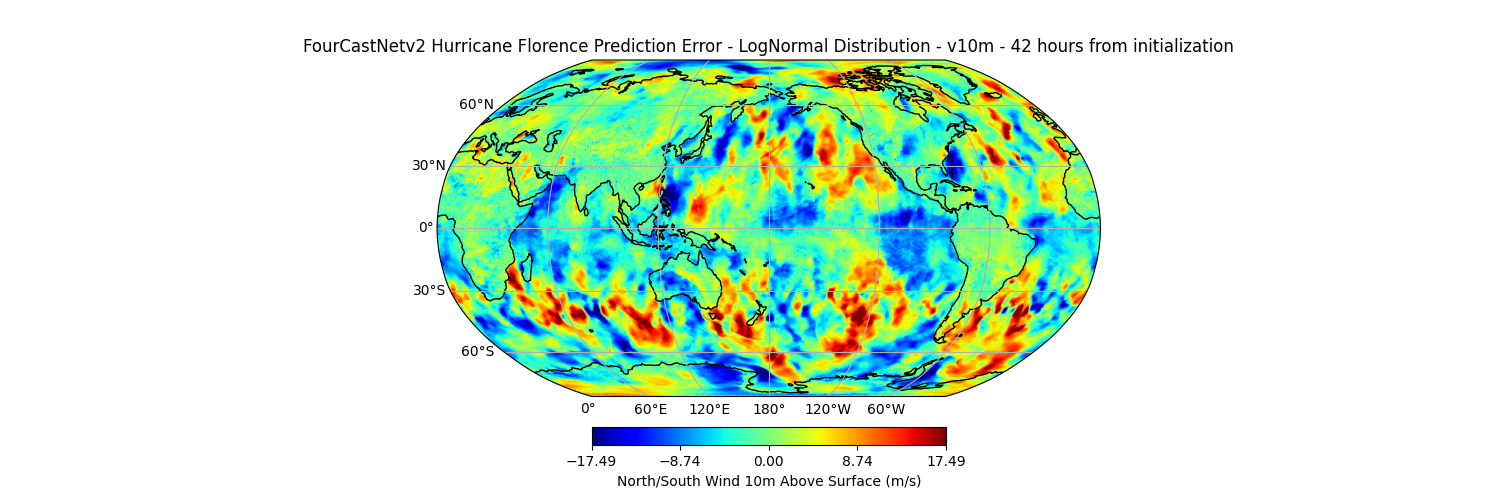 FourCastNetv2 Hurricane Florence Prediction Error - LogNormal Distribution - v10m - 42 hours from initialization
60°N
30°N
0°
30°S
60°S
0° 60°E 120°E 180° 120°W 60°W
−17.49 −8.74 0.00 8.74 17.49
North/South Wind 10m Above Surface (m/s)